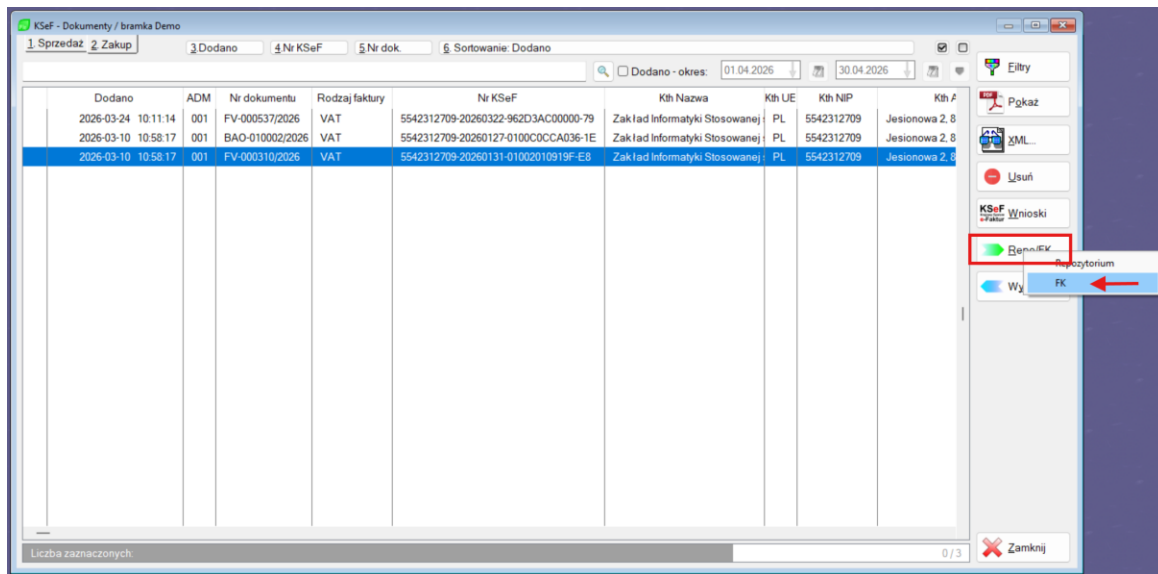 KSeF - Dokumenty / bramka Demo
1. Sprzedaż 2. Zakup 3.Dodano 4.Nr KSeF 5.Nr dok. 6. Sortowanie: Dodano
Dodano - okres: 01.04.2026 30.04.2026
Filtry
Dodano ADM Nr dokumentu Rodzaj faktury Nr KSeF Kth Nazwa Kth UE Kth NIP Kth A
2026-03-24 10:11:14 001 FV-000537/2026 VAT 5542312709-20260322-962D3AC00000-79 Zakład Informatyki Stosowanej PL 5542312709 Jesionowa 2, 8
2026-03-10 10:58:17 001 BAO-010002/2026 VAT 5542312709-20260127-0100C0CCA036-1E Zakład Informatyki Stosowanej PL 5542312709 Jesionowa 2, 8
2026-03-10 10:58:17 001 FV-000310/2026 VAT 5542312709-20260131-01002010919F-E8 Zakład Informatyki Stosowanej PL 5542312709 Jesionowa 2, 8
PDF Pokaż
XML...
Usuń
KSeF e-Faktur Wnioski
Repo/FK
Repozytorium
FK
Wy
Liczba zaznaczonych: 0 / 3
Zamknij